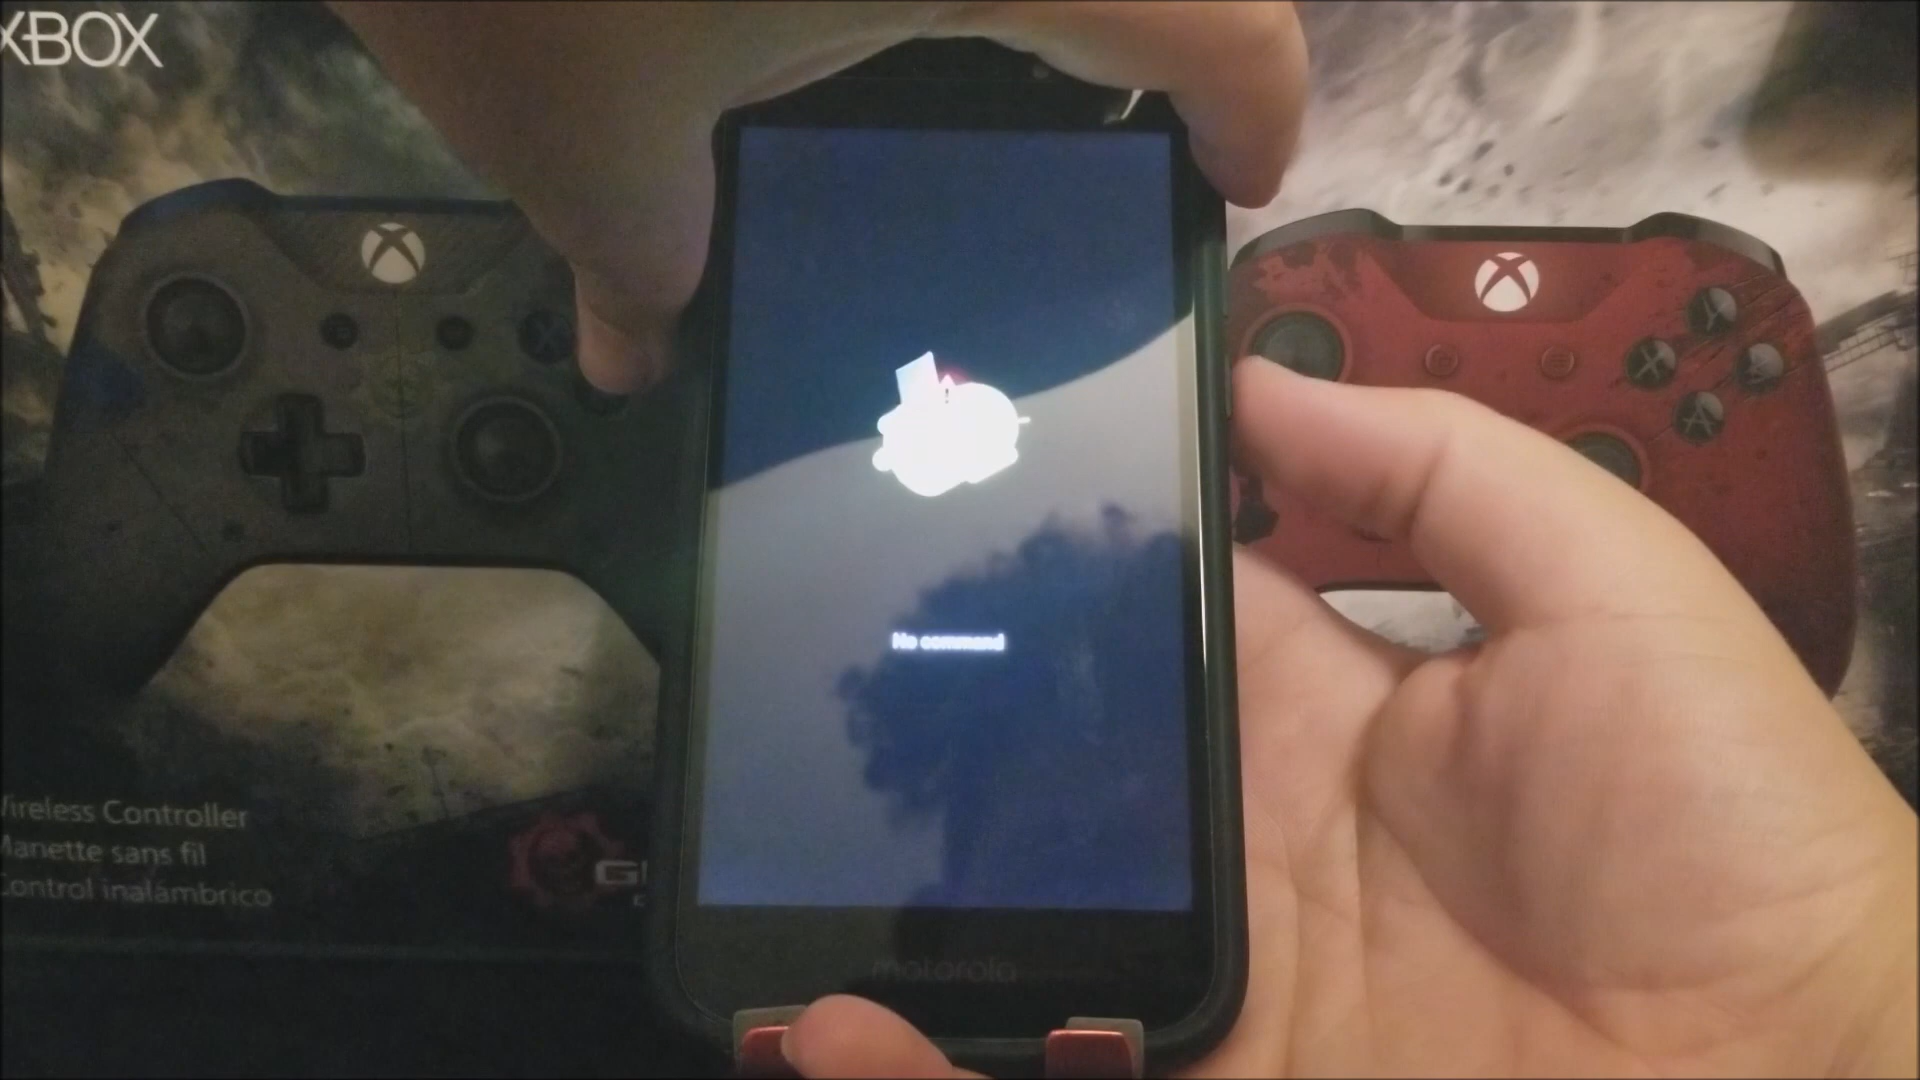 XBOX
No command
Wireless Controller
Manette sans fil
Control inalámbrico
motorola